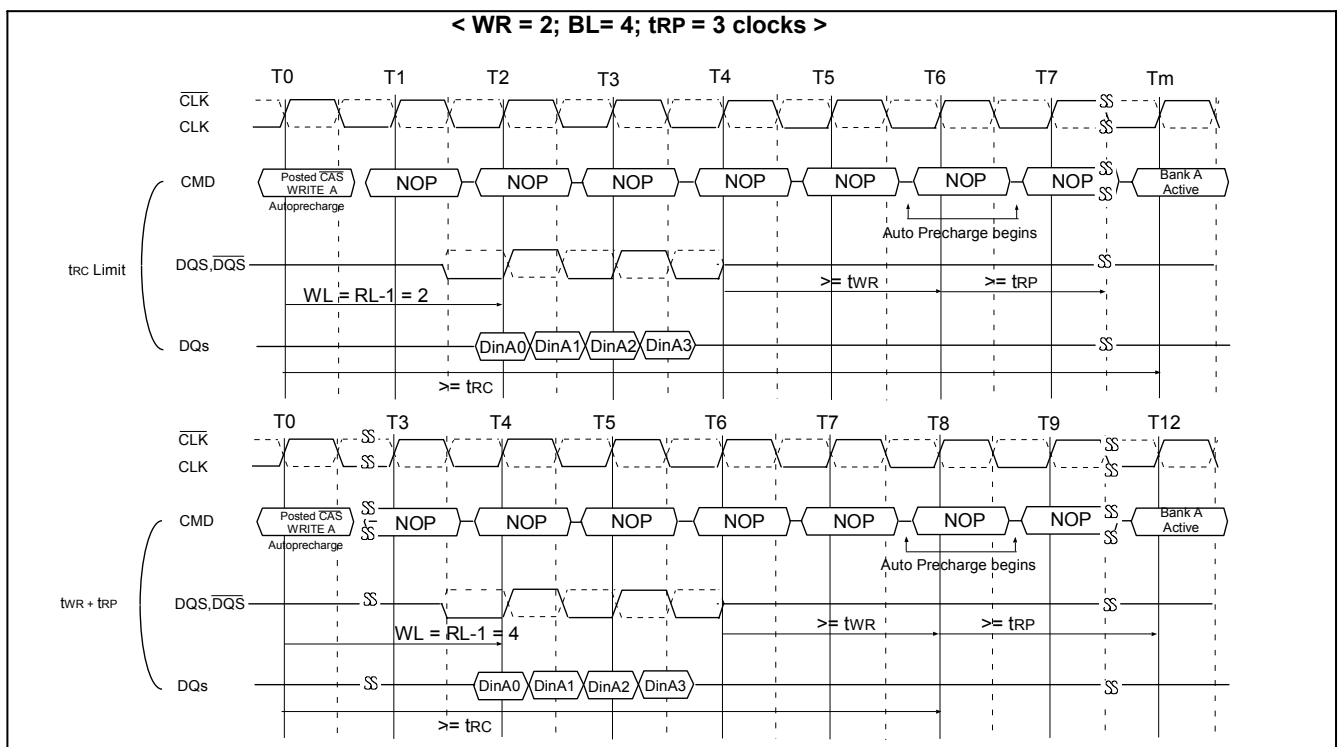 < WR = 2; BL= 4; tRP = 3 clocks >
T0 T1 T2 T3 T4 T5 T6 T7 Tm
CLK
CLK
CMD Posted CAS WRITE A NOP NOP NOP NOP NOP NOP NOP Bank A Active
Autoprecharge
Auto Precharge begins
tRC Limit
DQS,DQS
>= tWR >= tRP
WL = RL-1 = 2
DQs DinA0 DinA1 DinA2 DinA3
>= tRC
T0 T3 T4 T5 T6 T7 T8 T9 T12
CLK
CLK
CMD Posted CAS WRITE A NOP NOP NOP NOP NOP NOP NOP Bank A Active
Autoprecharge
Auto Precharge begins
tWR + tRP
DQS,DQS
WL = RL-1 = 4
>= tWR >= tRP
DQs DinA0 DinA1 DinA2 DinA3
>= tRC